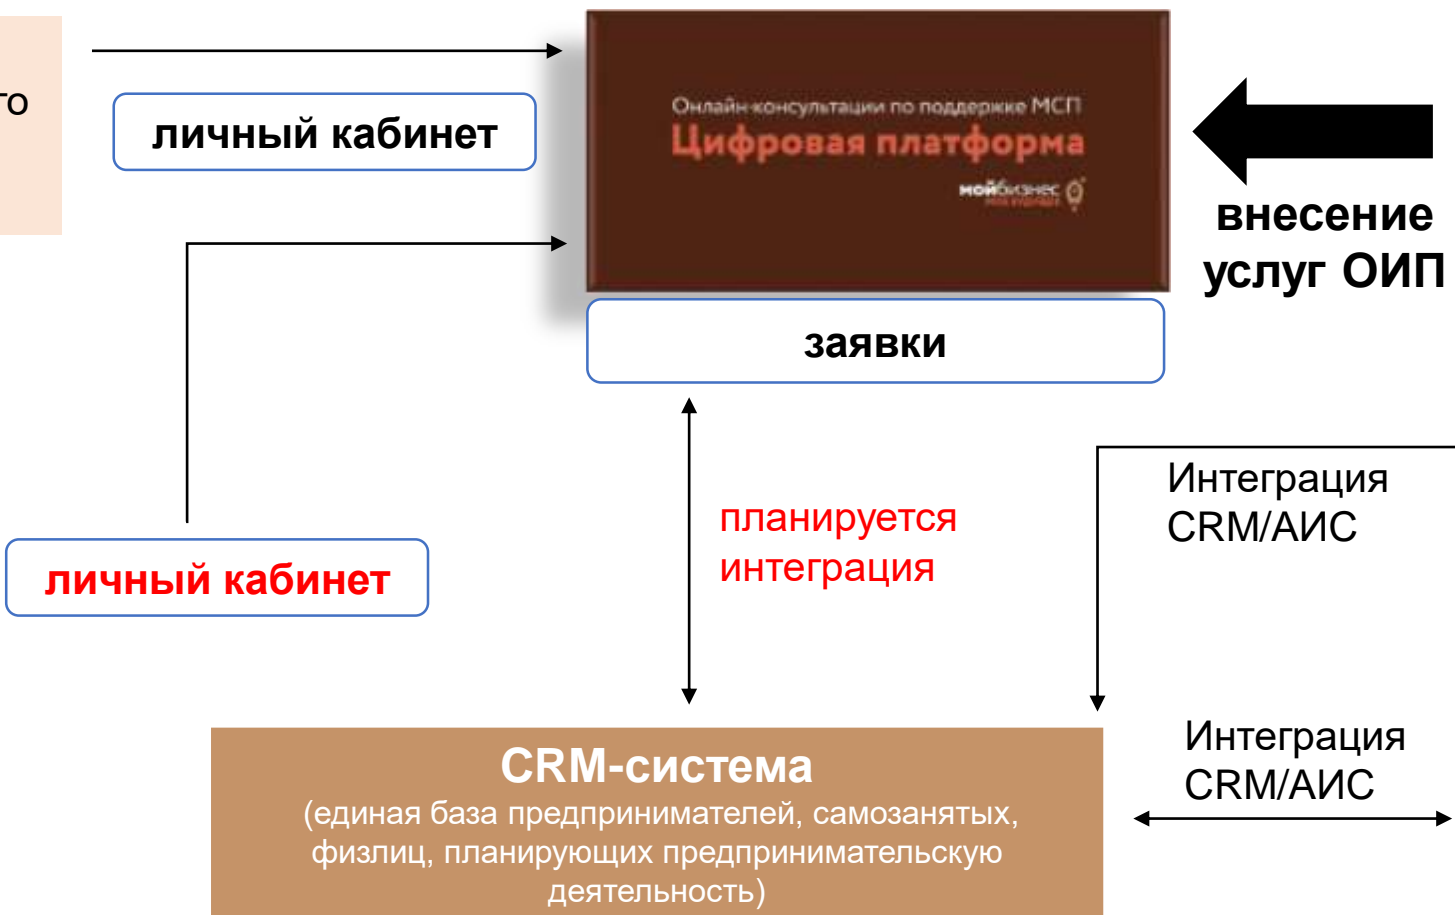 го
личный кабинет
Онлайн-консультации по поддержке МСП
Цифровая платформа
мойбизнес
внесение
услуг ОИП
заявки
Интеграция
CRM/АИС
планируется
интеграция
личный кабинет
Интеграция
CRM/АИС
CRM-система
(единая база предпринимателей, самозанятых,
физлиц, планирующих предпринимательскую
деятельность)